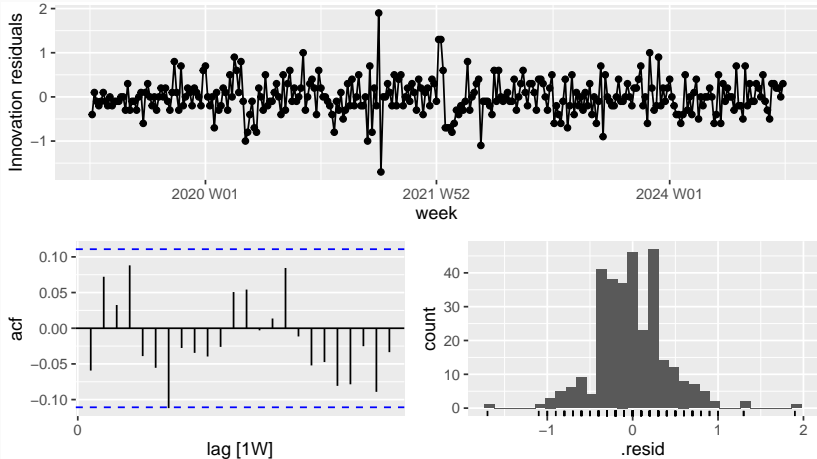 Innovation residuals
2
1
0
−1
2020 W01
2021 W52
2024 W01
week
acf
0.10
0.05
0.00
−0.05
−0.10
0
lag [1W]
count
40
30
20
10
0
−1
0
1
2
.resid